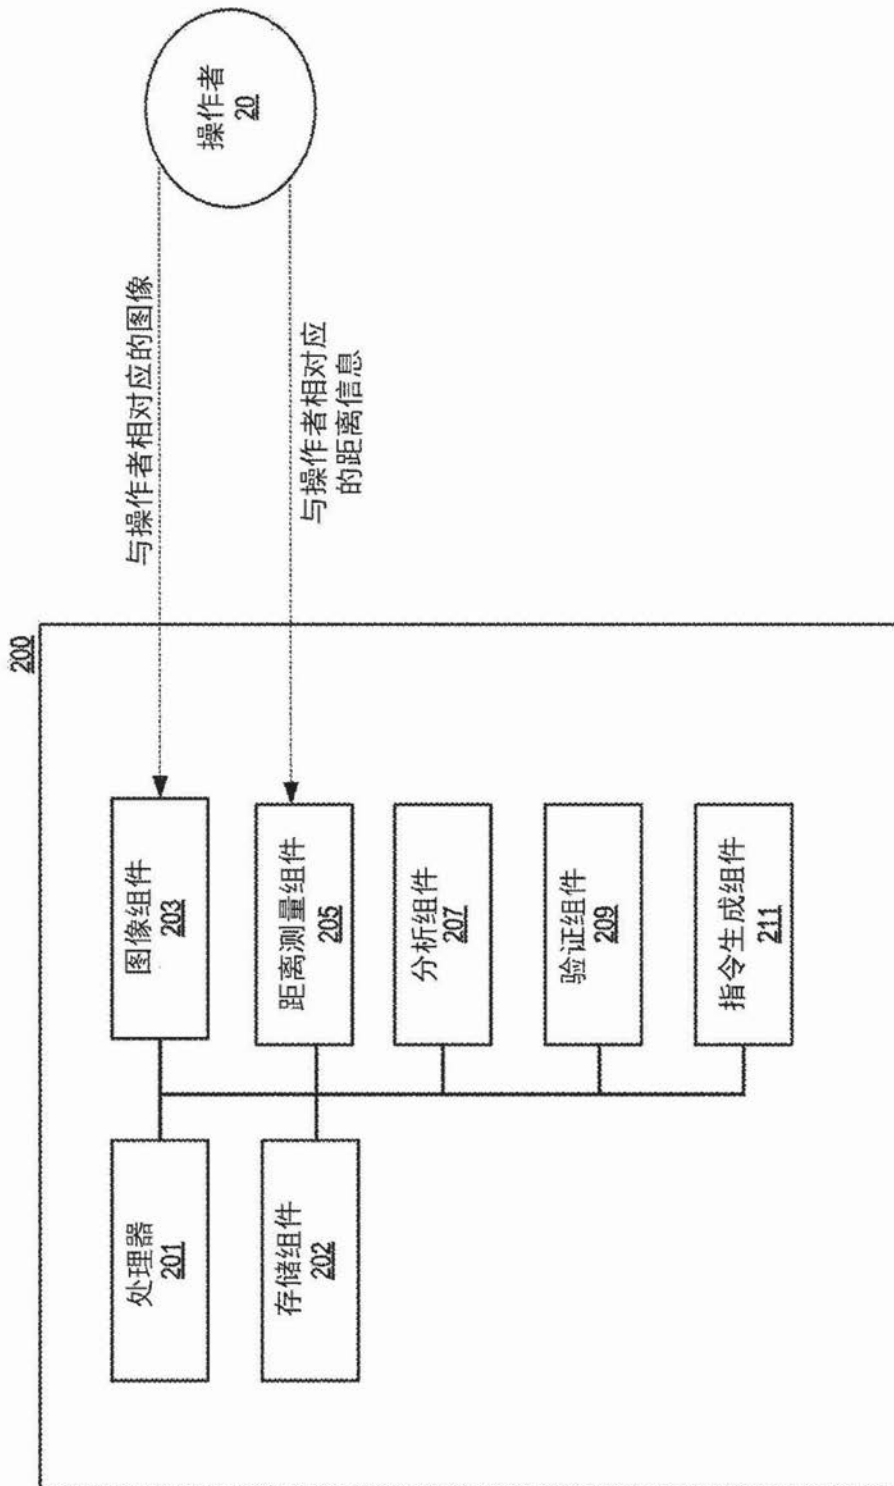 200
处理器
201
存储组件
202
图像组件
203
距离测量组件
205
分析组件
207
验证组件
209
指令生成组件
211
与操作者相对应的图像
与操作者相对应
的距离信息
操作者
20